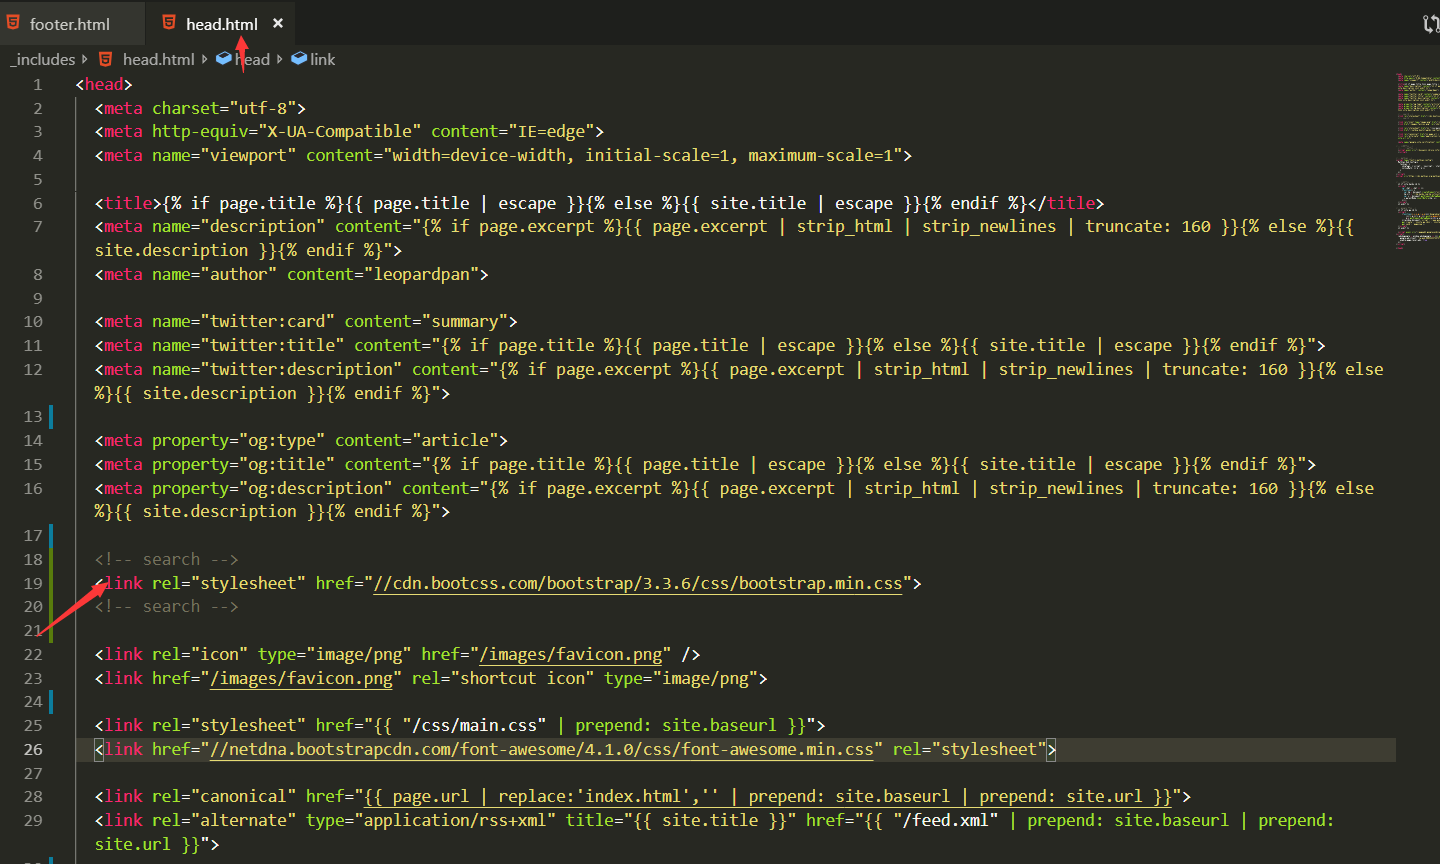 footer.html
head.html ×
_includes head.html head link
1 <head>
2 <meta charset="utf-8">
3 <meta http-equiv="X-UA-Compatible" content="IE=edge">
4 <meta name="viewport" content="width=device-width, initial-scale=1, maximum-scale=1">
5
6 <title>{% if page.title %}{{ page.title | escape }}{% else %}{{ site.title | escape }}{% endif %}</title>
7 <meta name="description" content="{% if page.excerpt %}{{ page.excerpt | strip_html | strip_newlines | truncate: 160 }}{% else %}{{
site.description }}{% endif %}">
8 <meta name="author" content="leopardpan">
9
10 <meta name="twitter:card" content="summary">
11 <meta name="twitter:title" content="{% if page.title %}{{ page.title | escape }}{% else %}{{ site.title | escape }}{% endif %}">
12 <meta name="twitter:description" content="{% if page.excerpt %}{{ page.excerpt | strip_html | strip_newlines | truncate: 160 }}{% else
%}{{ site.description }}{% endif %}">
13
14 <meta property="og:type" content="article">
15 <meta property="og:title" content="{% if page.title %}{{ page.title | escape }}{% else %}{{ site.title | escape }}{% endif %}">
16 <meta property="og:description" content="{% if page.excerpt %}{{ page.excerpt | strip_html | strip_newlines | truncate: 160 }}{% else
%}{{ site.description }}{% endif %}">
17
18 <!-- search -->
19 <link rel="stylesheet" href="//cdn.bootcss.com/bootstrap/3.3.6/css/bootstrap.min.css">
20 <!-- search -->
21
22 <link rel="icon" type="image/png" href="/images/favicon.png" />
23 <link href="/images/favicon.png" rel="shortcut icon" type="image/png">
24
25 <link rel="stylesheet" href="{{ "/css/main.css" | prepend: site.baseurl }}">
26 <link href="//netdna.bootstrapcdn.com/font-awesome/4.1.0/css/font-awesome.min.css" rel="stylesheet">
27
28 <link rel="canonical" href="{{ page.url | replace:'index.html','' | prepend: site.baseurl | prepend: site.url }}">
29 <link rel="alternate" type="application/rss+xml" title="{{ site.title }}" href="{{ "/feed.xml" | prepend: site.baseurl | prepend:
site.url }}">